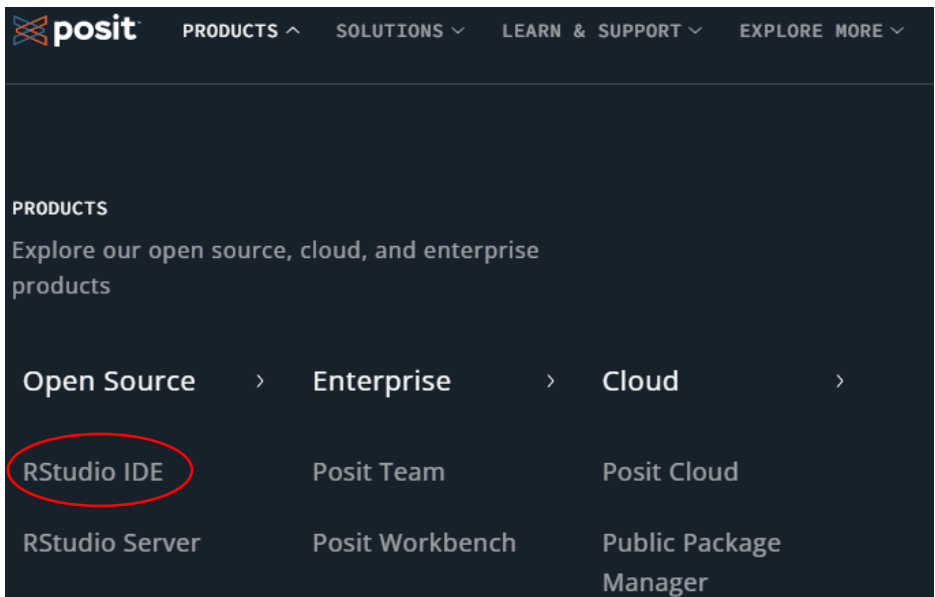 posit
PRODUCTS
SOLUTIONS
LEARN & SUPPORT
EXPLORE MORE
PRODUCTS
Explore our open source, cloud, and enterprise
products
Open Source
Enterprise
Cloud
RStudio IDE
Posit Team
Posit Cloud
RStudio Server
Posit Workbench
Public Package
Manager